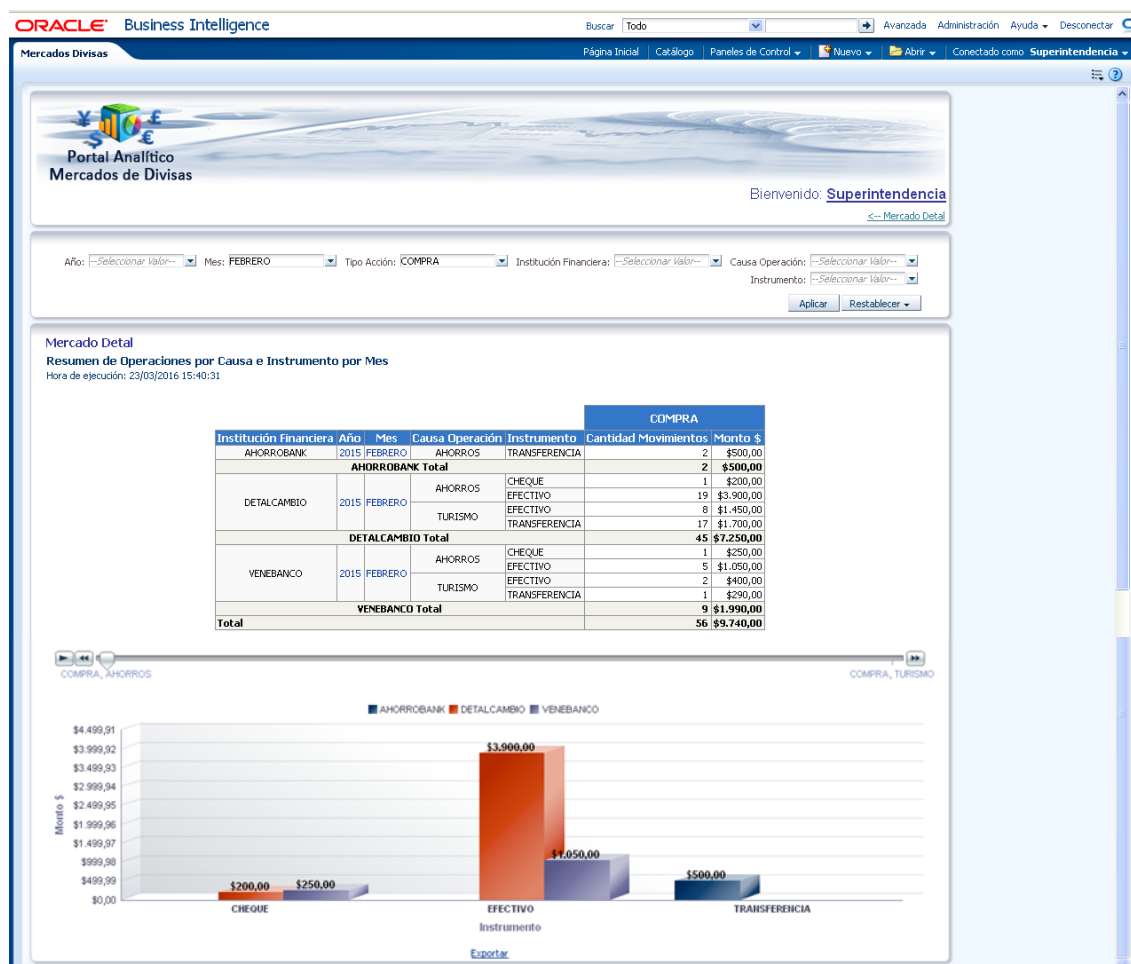 ORACLE Business Intelligence Buscar Todo Avanzada Administración Ayuda Desconectar
Mercados Divisas Página Inicial Catálogo Paneles de Control Nuevo Abrir Conectado como Superintendencia
Portal Analítico
Mercados de Divisas
Bienvenido: Superintendencia
<-- Mercado Detal
Año: --Seleccionar Valor-- Mes: FEBRERO Tipo Acción: COMPRA Institución Financiera: --Seleccionar Valor-- Causa Operación: --Seleccionar Valor--
Instrumento: --Seleccionar Valor--
Aplicar Restablecer
Mercado Detal
Resumen de Operaciones por Causa e Instrumento por Mes
Hora de ejecución: 23/03/2016 15:40:31
COMPRA
Institución Financiera Año Mes Causa Operación Instrumento Cantidad Movimientos Monto $
AHORROBANK 2015 FEBRERO AHORROS TRANSFERENCIA 2 $500,00
AHORROBANK Total 2 $500,00
DETALCAMBIO 2015 FEBRERO AHORROS CHEQUE 1 $200,00
EFECTIVO 19 $3.900,00
TURISMO EFECTIVO 8 $1.450,00
TRANSFERENCIA 17 $1.700,00
DETALCAMBIO Total 45 $7.250,00
VENEBANCO 2015 FEBRERO AHORROS CHEQUE 1 $250,00
EFECTIVO 5 $1.050,00
TURISMO EFECTIVO 2 $400,00
TRANSFERENCIA 1 $290,00
VENEBANCO Total 9 $1.990,00
Total 56 $9.740,00
COMPRA, AHORROS COMPRA, TURISMO
AHORROBANK DETALCAMBIO VENEBANCO
$4.499,91
$3.999,92
$3.499,93
$2.999,94
$2.499,95
$1.999,96
$1.499,97
$999,98
$499,99
$0,00
Monto $
$200,00 $250,00
$3.900,00
$1.050,00
$500,00
CHEQUE EFECTIVO TRANSFERENCIA
Instrumento
Exportar